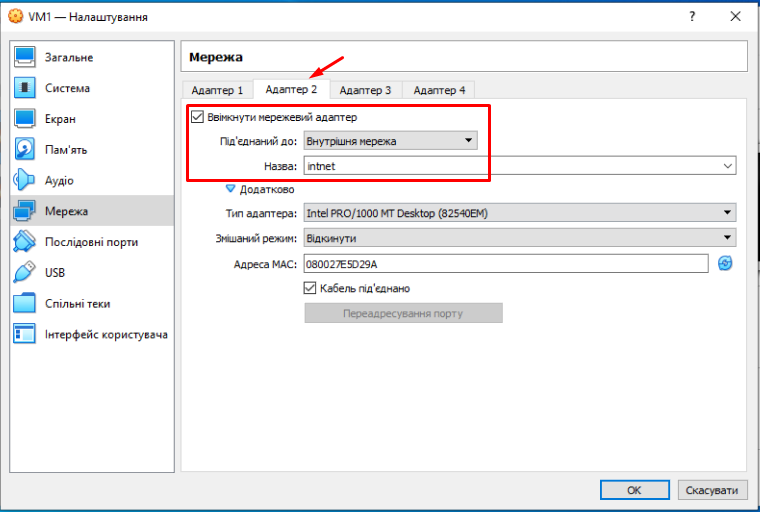 VM1 — Налаштування
?
Загальне
Система
Екран
Пам'ять
Аудіо
Мережа
Послідовні порти
USB
Спільні теки
Інтерфейс користувача
Мережа
Адаптер 1 Адаптер 2 Адаптер 3 Адаптер 4
Ввімкнути мережевий адаптер
Під'єднаний до: Внутрішня мережа
Назва: intnet
Додатково
Тип адаптера: Intel PRO/1000 MT Desktop (82540EM)
Змішаний режим: Відкинути
Адреса MAC: 080027E5D29A
Кабель під'єднано
Переадресування порту
OK Скасувати